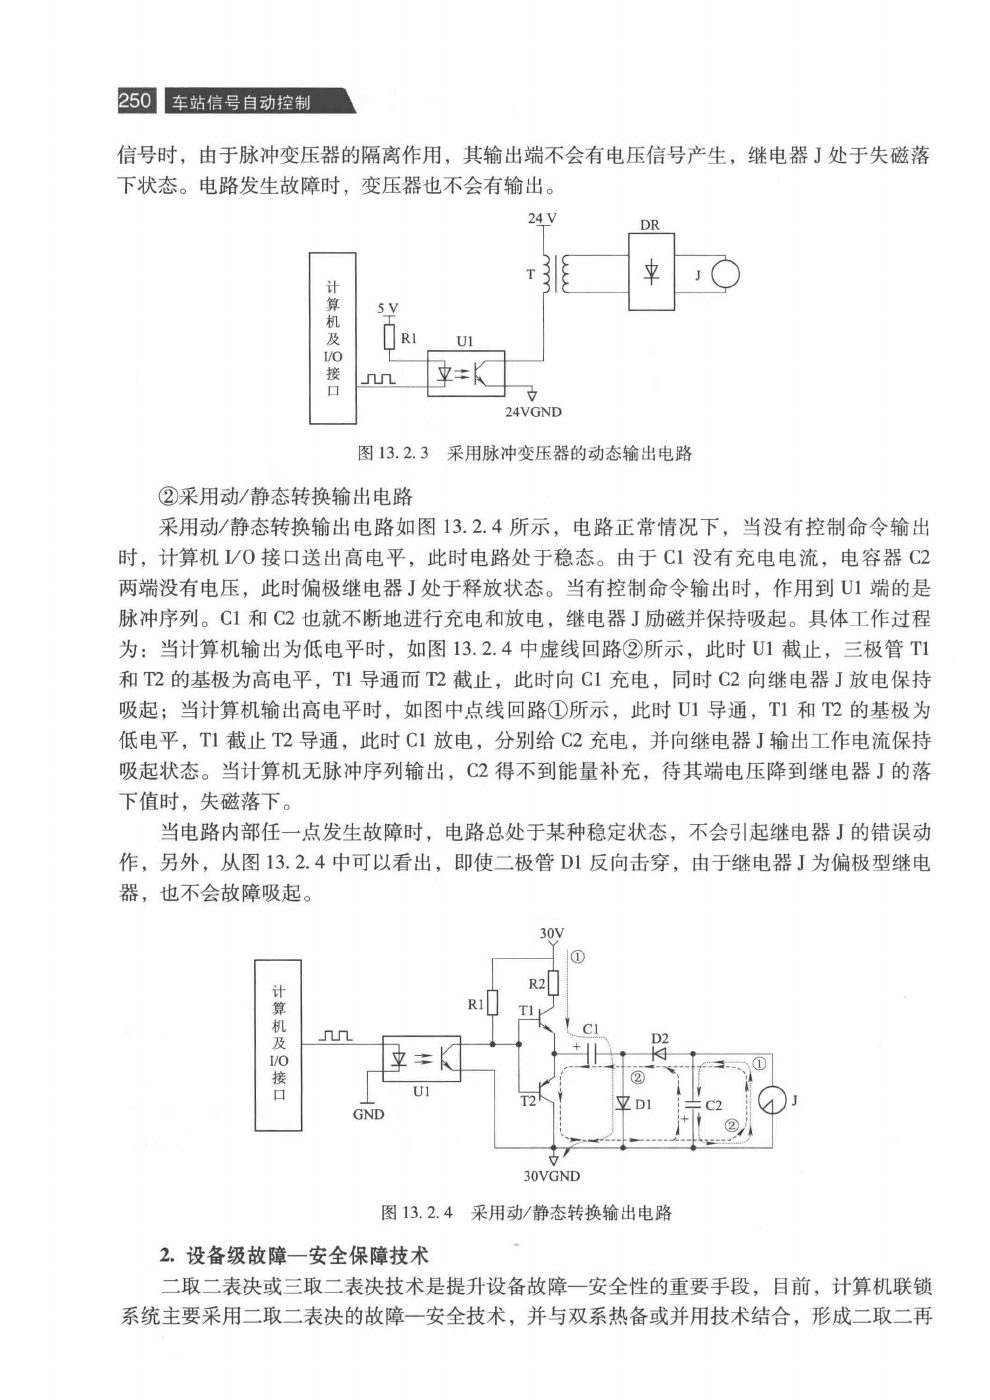 250 车站信号自动控制
信号时，由于脉冲变压器的隔离作用，其输出端不会有电压信号产生，继电器 J 处于失磁落
下状态。电路发生故障时，变压器也不会有输出。
24 V
DR
T
J
计算机及I/O接口
5 V
R1
U1
24VGND
图 13. 2. 3 采用脉冲变压器的动态输出电路
②采用动/静态转换输出电路
采用动/静态转换输出电路如图 13. 2. 4 所示，电路正常情况下，当没有控制命令输出
时，计算机 I/O 接口送出高电平，此时电路处于稳态。由于 C1 没有充电电流，电容器 C2
两端没有电压，此时偏极继电器 J 处于释放状态。当有控制命令输出时，作用到 U1 端的是
脉冲序列。C1 和 C2 也就不断地进行充电和放电，继电器 J 励磁并保持吸起。具体工作过程
为：当计算机输出为低电平时，如图 13. 2. 4 中虚线回路②所示，此时 U1 截止，三极管 T1
和 T2 的基极为高电平，T1 导通而 T2 截止，此时向 C1 充电，同时 C2 向继电器 J 放电保持
吸起；当计算机输出高电平时，如图中点线回路①所示，此时 U1 导通，T1 和 T2 的基极为
低电平，T1 截止 T2 导通，此时 C1 放电，分别给 C2 充电，并向继电器 J 输出工作电流保持
吸起状态。当计算机无脉冲序列输出，C2 得不到能量补充，待其端电压降到继电器 J 的落
下值时，失磁落下。
当电路内部任一点发生故障时，电路总处于某种稳定状态，不会引起继电器 J 的错误动
作，另外，从图 13. 2. 4 中可以看出，即使二极管 D1 反向击穿，由于继电器 J 为偏极型继电
器，也不会故障吸起。
30V
①
R2
计算机及I/O接口
R1
T1
C1
+
D2
①
②
U1
GND
T2
D1
C2
+
②
J
30VGND
图 13. 2. 4 采用动/静态转换输出电路
2. 设备级故障—安全保障技术
二取二表决或三取二表决技术是提升设备故障—安全性的重要手段，目前，计算机联锁
系统主要采用二取二表决的故障—安全技术，并与双系热备或并用技术结合，形成二取二再